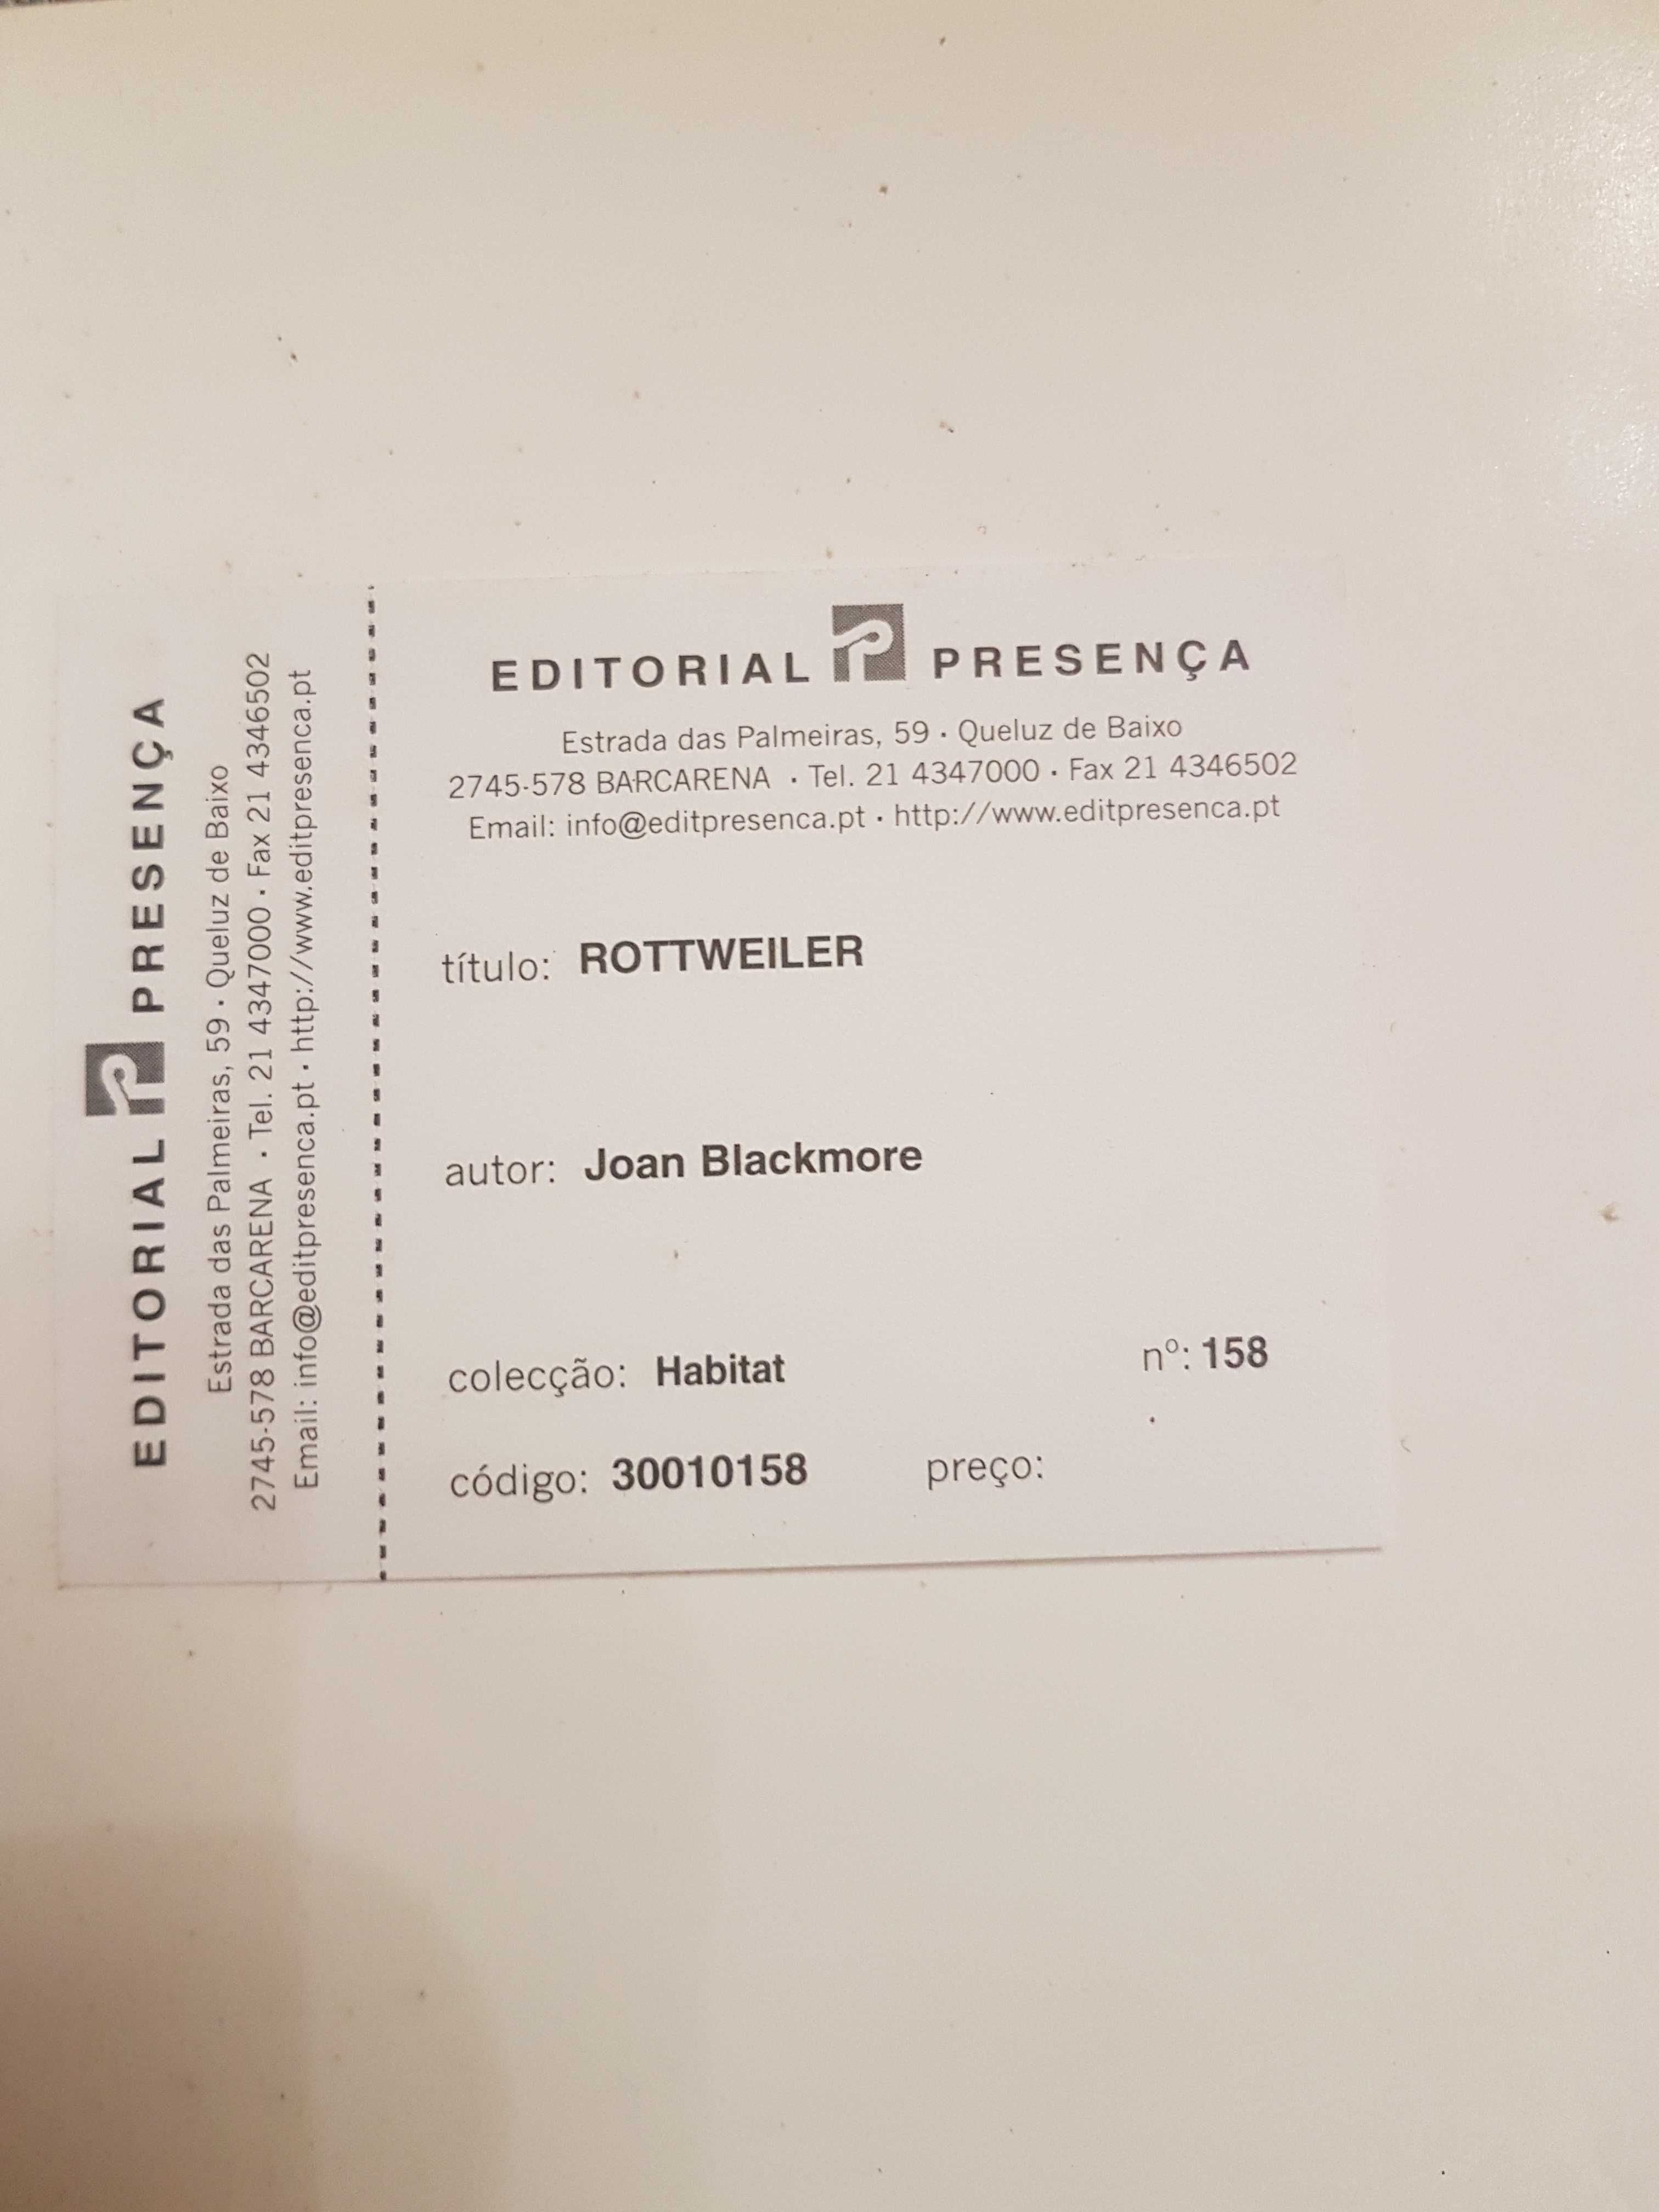 EDITORIAL PRESENÇA
Estrada das Palmeiras, 59 · Queluz de Baixo
2745-578 BARCARENA · Tel. 21 4347000 · Fax 21 4346502
Email: info@editpresenca.pt · http://www.editpresenca.pt
EDITORIAL PRESENÇA
Estrada das Palmeiras, 59 · Queluz de Baixo
2745-578 BARCARENA · Tel. 21 4347000 · Fax 21 4346502
Email: info@editpresenca.pt · http://www.editpresenca.pt
título: ROTTWEILER
autor: Joan Blackmore
colecção: Habitat nº: 158
código: 30010158 preço: